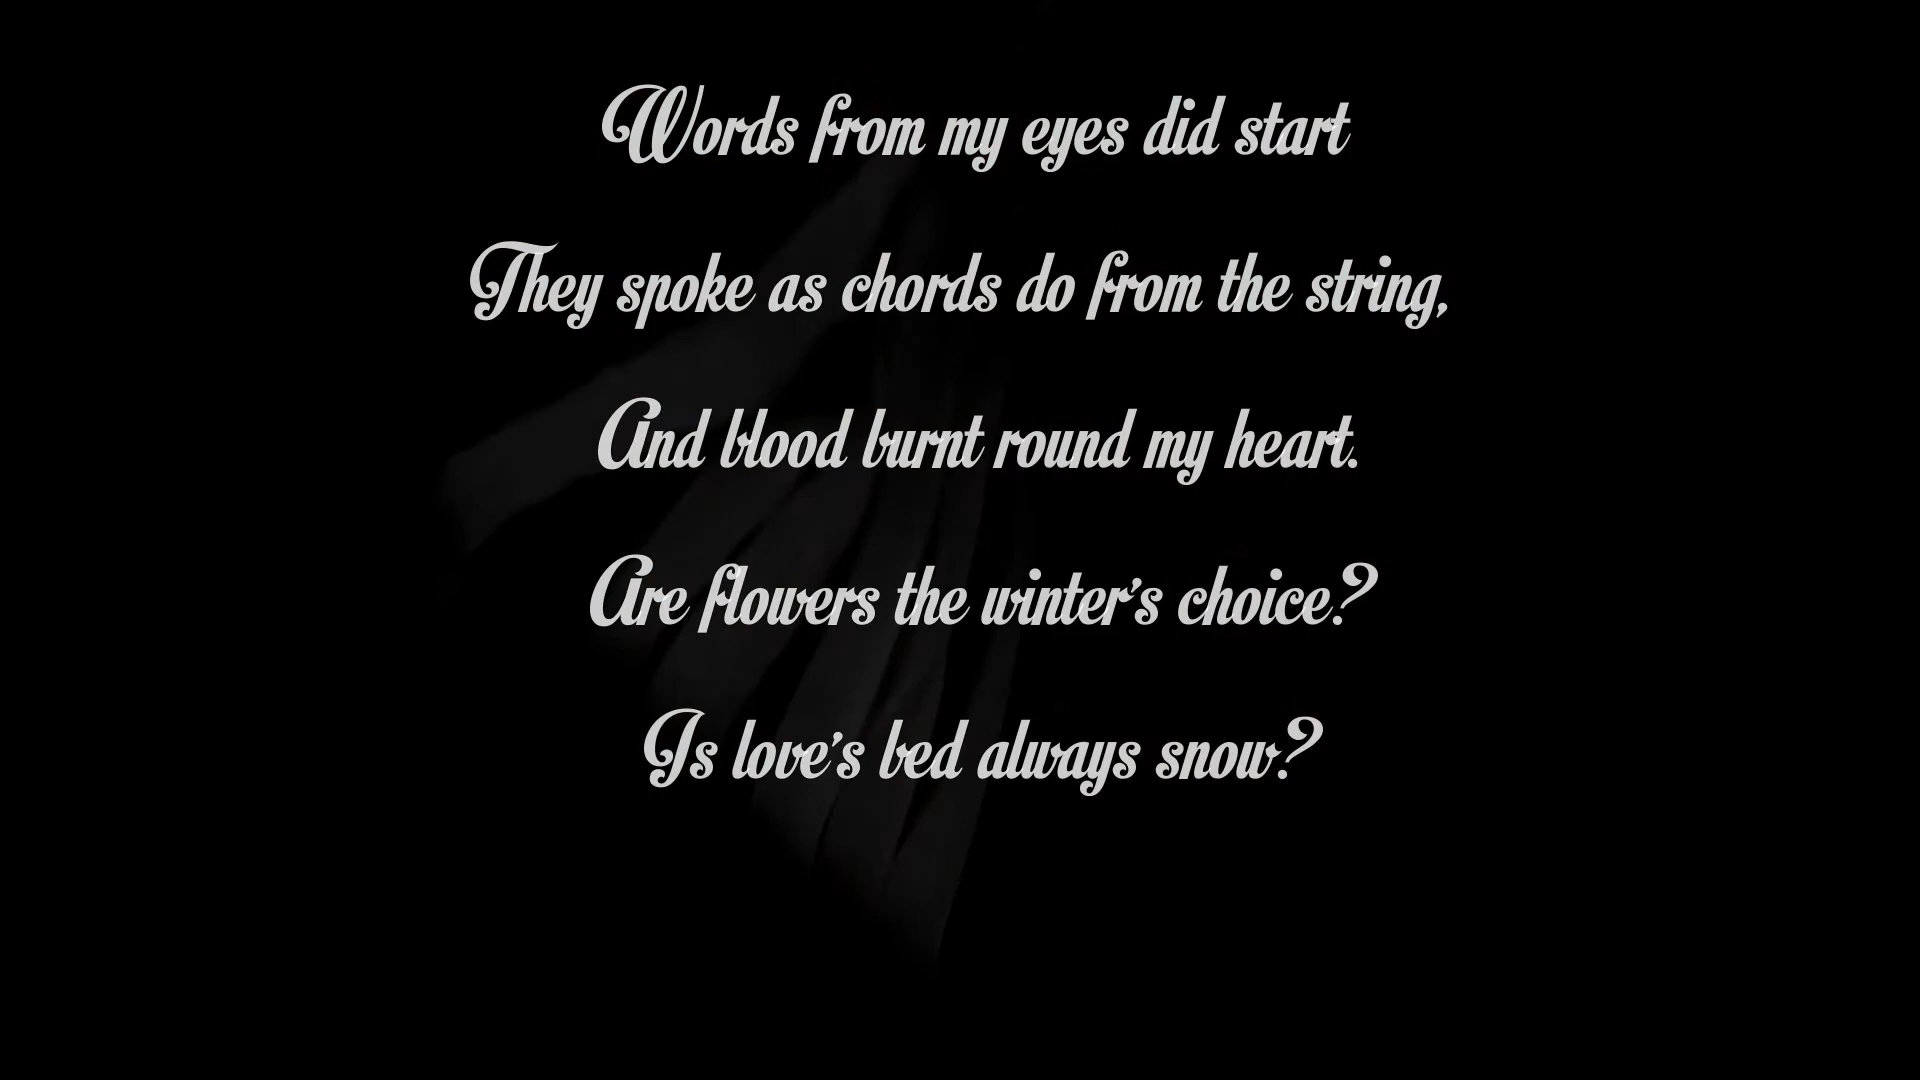 Words from my eyes did start
They spoke as chords do from the string,
And blood burnt round my heart.
Are flowers the winter's choice?
Is love's bed always snow?